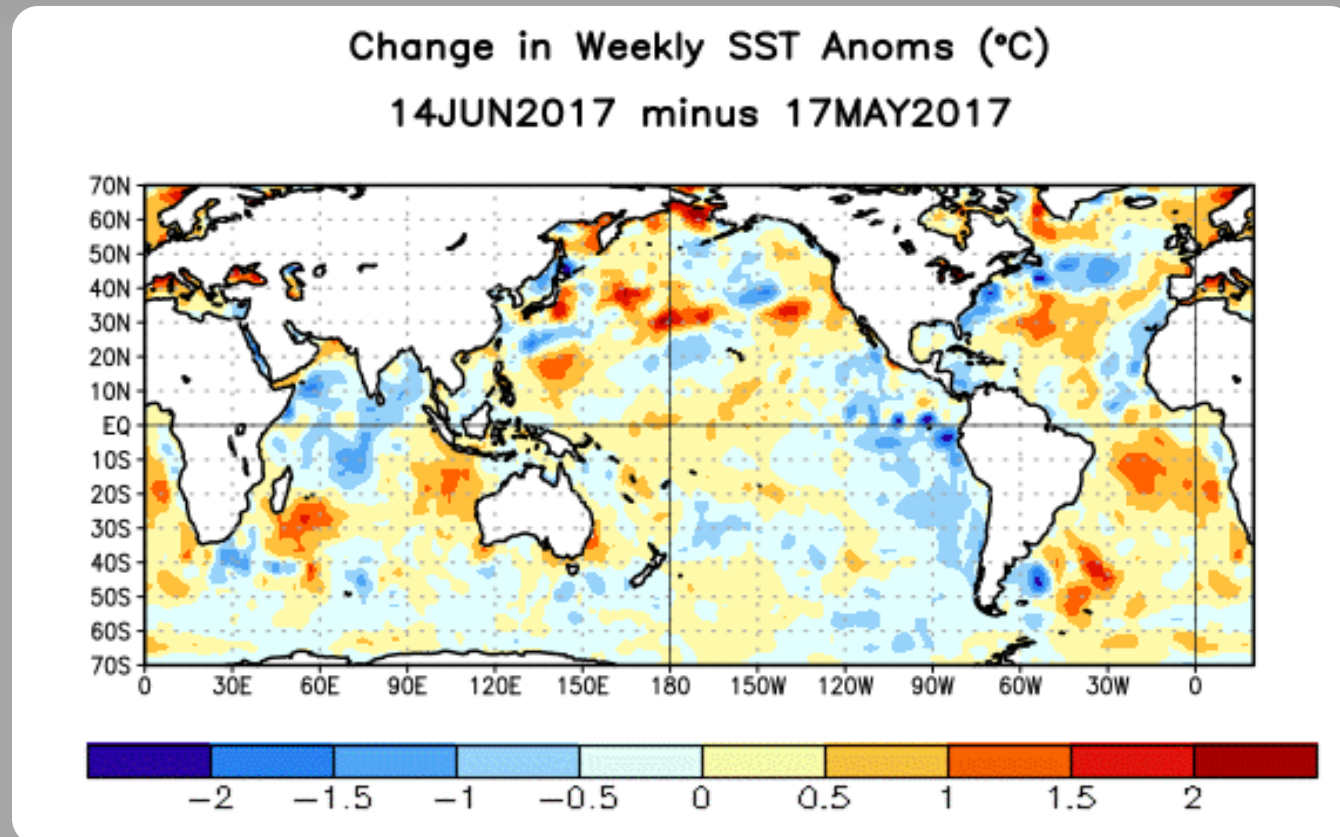 Change in Weekly SST Anoms (°C)
14JUN2017 minus 17MAY2017
70N
60N
50N
40N
30N
20N
10N
EQ
10S
20S
30S
40S
50S
60S
70S
0 30E 60E 90E 120E 150E 180 150W 120W 90W 60W 30W 0
−2 −1.5 −1 −0.5 0 0.5 1 1.5 2